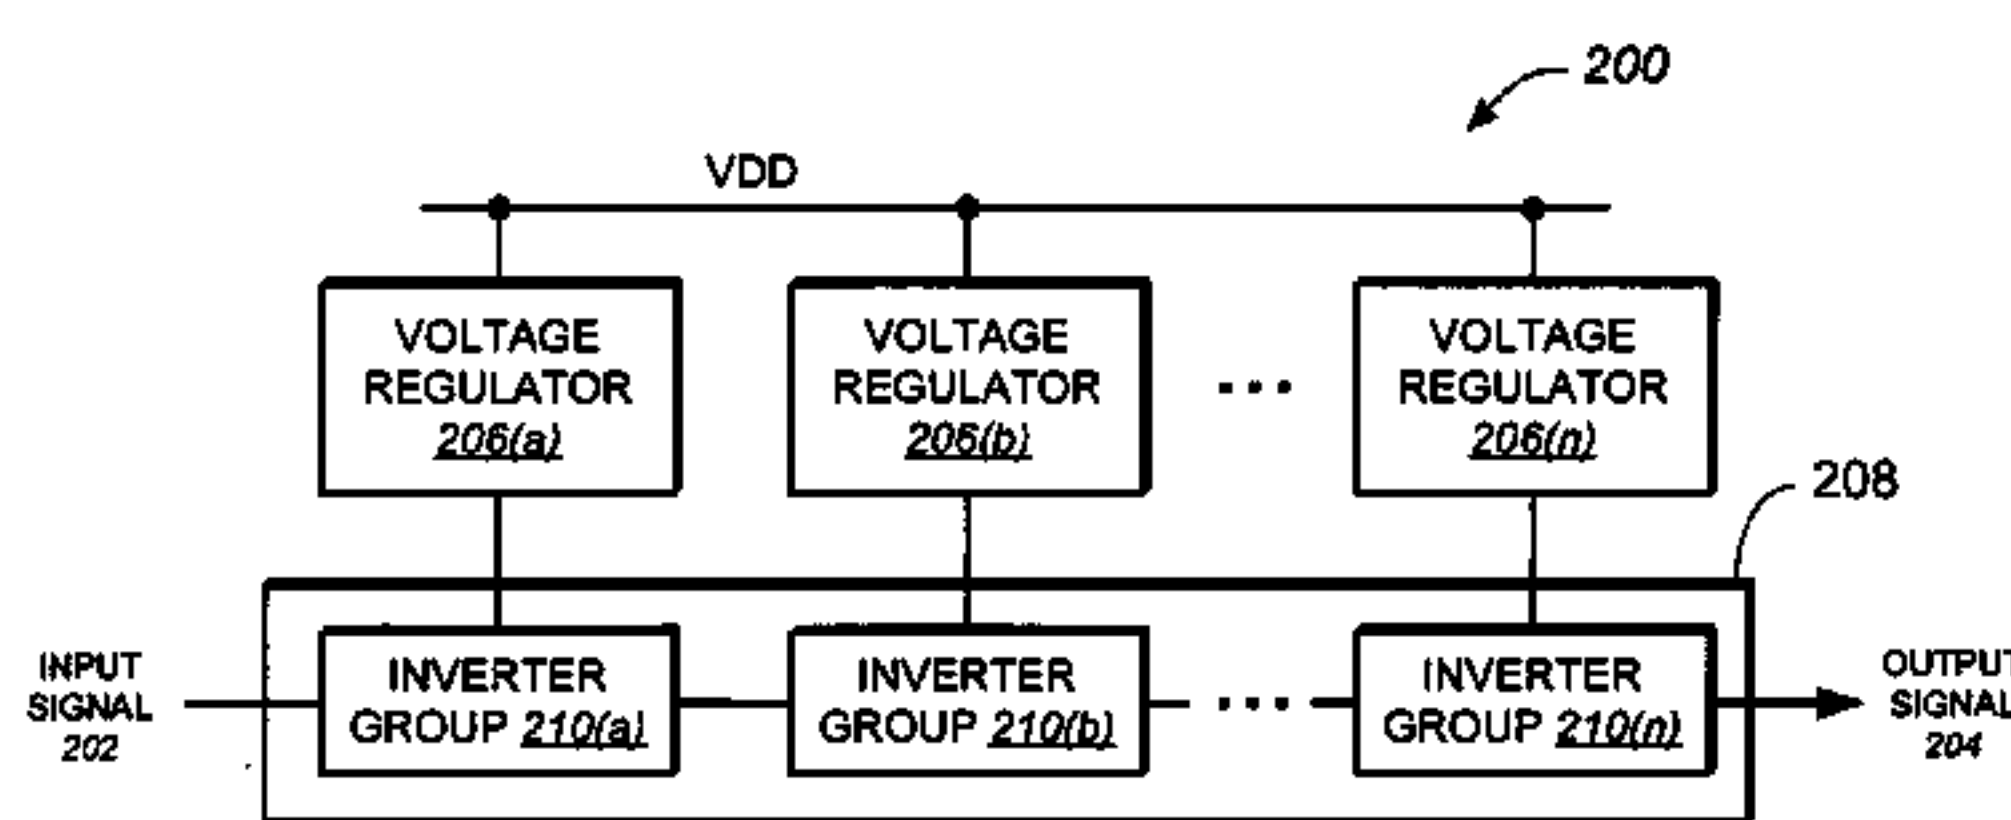 200
VDD
VOLTAGE
REGULATOR
206(a)
VOLTAGE
REGULATOR
206(b)
• • •
VOLTAGE
REGULATOR
206(n)
208
INPUT
SIGNAL
202
INVERTER
GROUP 210(a)
INVERTER
GROUP 210(b)
• • •
INVERTER
GROUP 210(n)
OUTPUT
SIGNAL
204